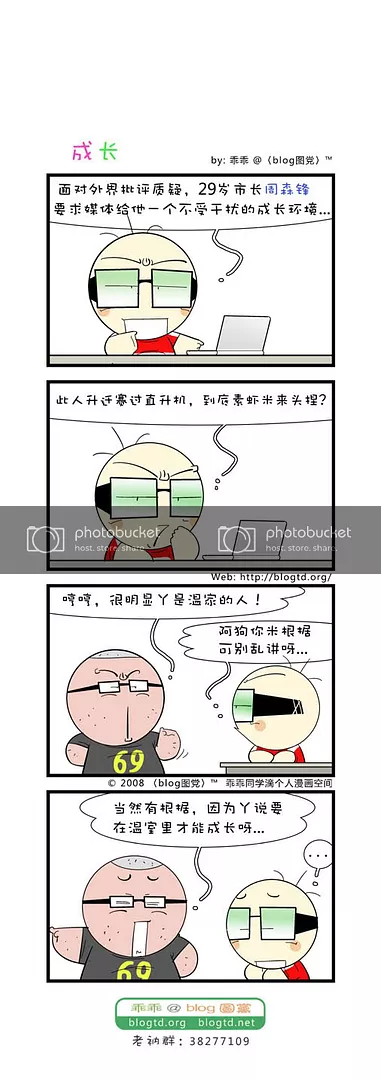 成长
by: 乖乖 @《blog图党》™
面对外界批评质疑，29岁市长周森锋
要求媒体给他一个不受干扰的成长环境...
此人升迁赛过直升机，到底素虾米来头捏?
photobucket
host. store. share.
photobucket
host. store. share.
Web: http://blogtd.org/
哼哼，很明显丫是温家的人！
阿狗你米根据
可别乱讲呀...
69
© 2008 《blog图党》™ 乖乖同学滴个人漫画空间
当然有根据，因为丫说要
在温室里才能成长呀...
...
69
乖乖 @ blog 图党
blogtd.org blogtd.net
老衲群: 38277109